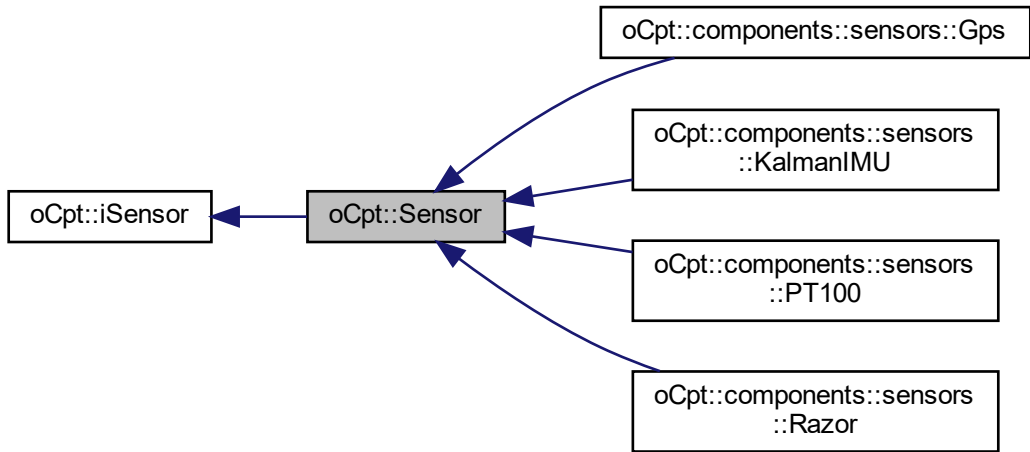 oCpt::iSensor
oCpt::Sensor
oCpt::components::sensors::Gps
oCpt::components::sensors
::KalmanIMU
oCpt::components::sensors
::PT100
oCpt::components::sensors
::Razor